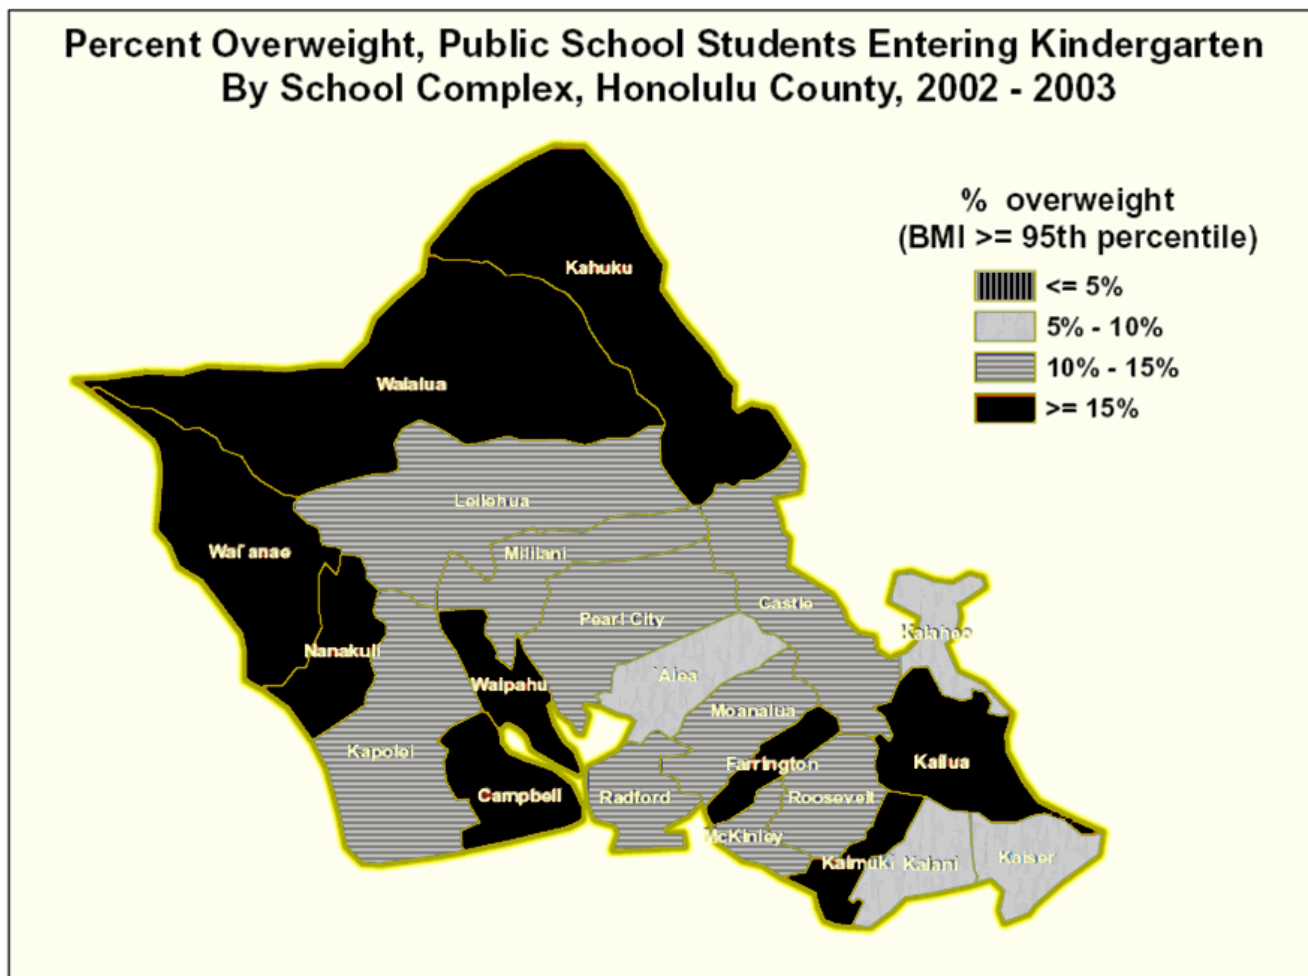 Percent Overweight, Public School Students Entering Kindergarten
By School Complex, Honolulu County, 2002 - 2003
% overweight
(BMI >= 95th percentile)
<= 5%
5% - 10%
10% - 15%
>= 15%
Kahuku
Waialua
Leilehua
Wai`anae
Mililani
Castle
Pearl City
Kalaheo
Nanakuli
Aiea
Waipahu
Moanalua
Kapolei
Farrington
Kailua
Campbell
Radford
Roosevelt
McKinley
Kaimuki
Kalani
Kaiser